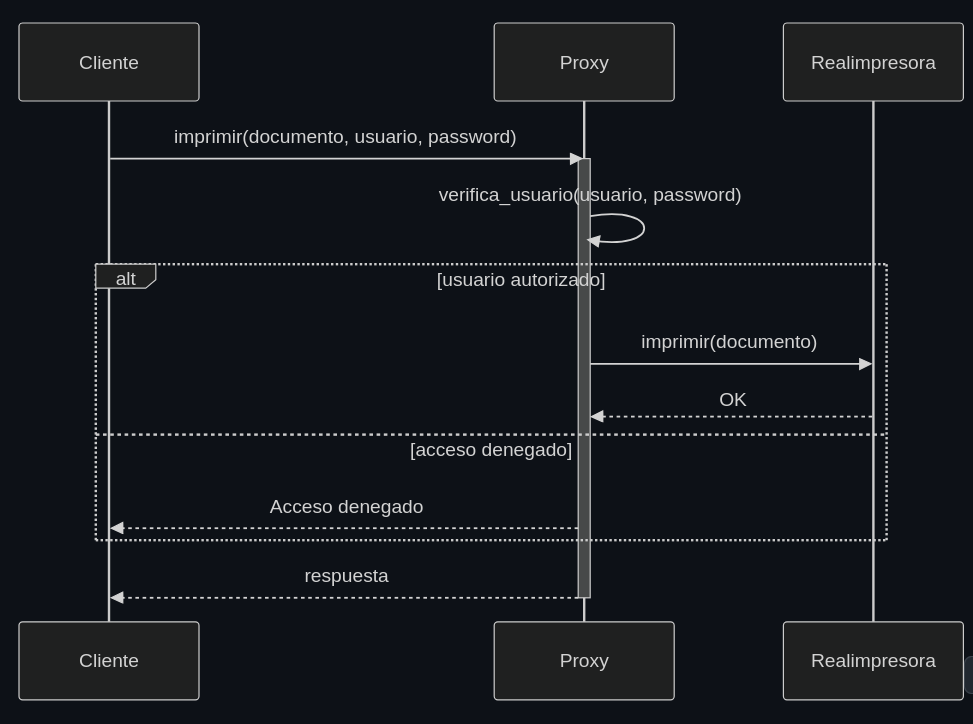 Cliente
Proxy
Realimpresora
imprimir(documento, usuario, password)
verifica_usuario(usuario, password)
alt
[usuario autorizado]
imprimir(documento)
OK
[acceso denegado]
Acceso denegado
respuesta
Cliente
Proxy
Realimpresora